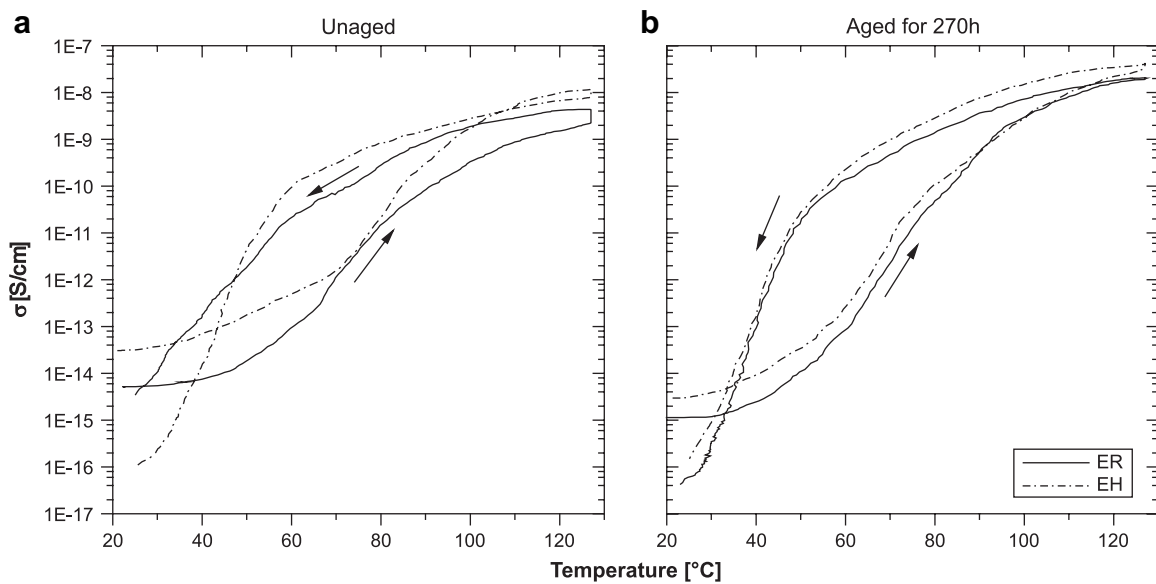 a
Unaged
b
Aged for 270h
1E-7
1E-8
1E-9
1E-10
1E-11
1E-12
1E-13
1E-14
1E-15
1E-16
1E-17
σ [S/cm]
20 40 60 80 100 120
20 40 60 80 100 120
Temperature [°C]
ER
EH